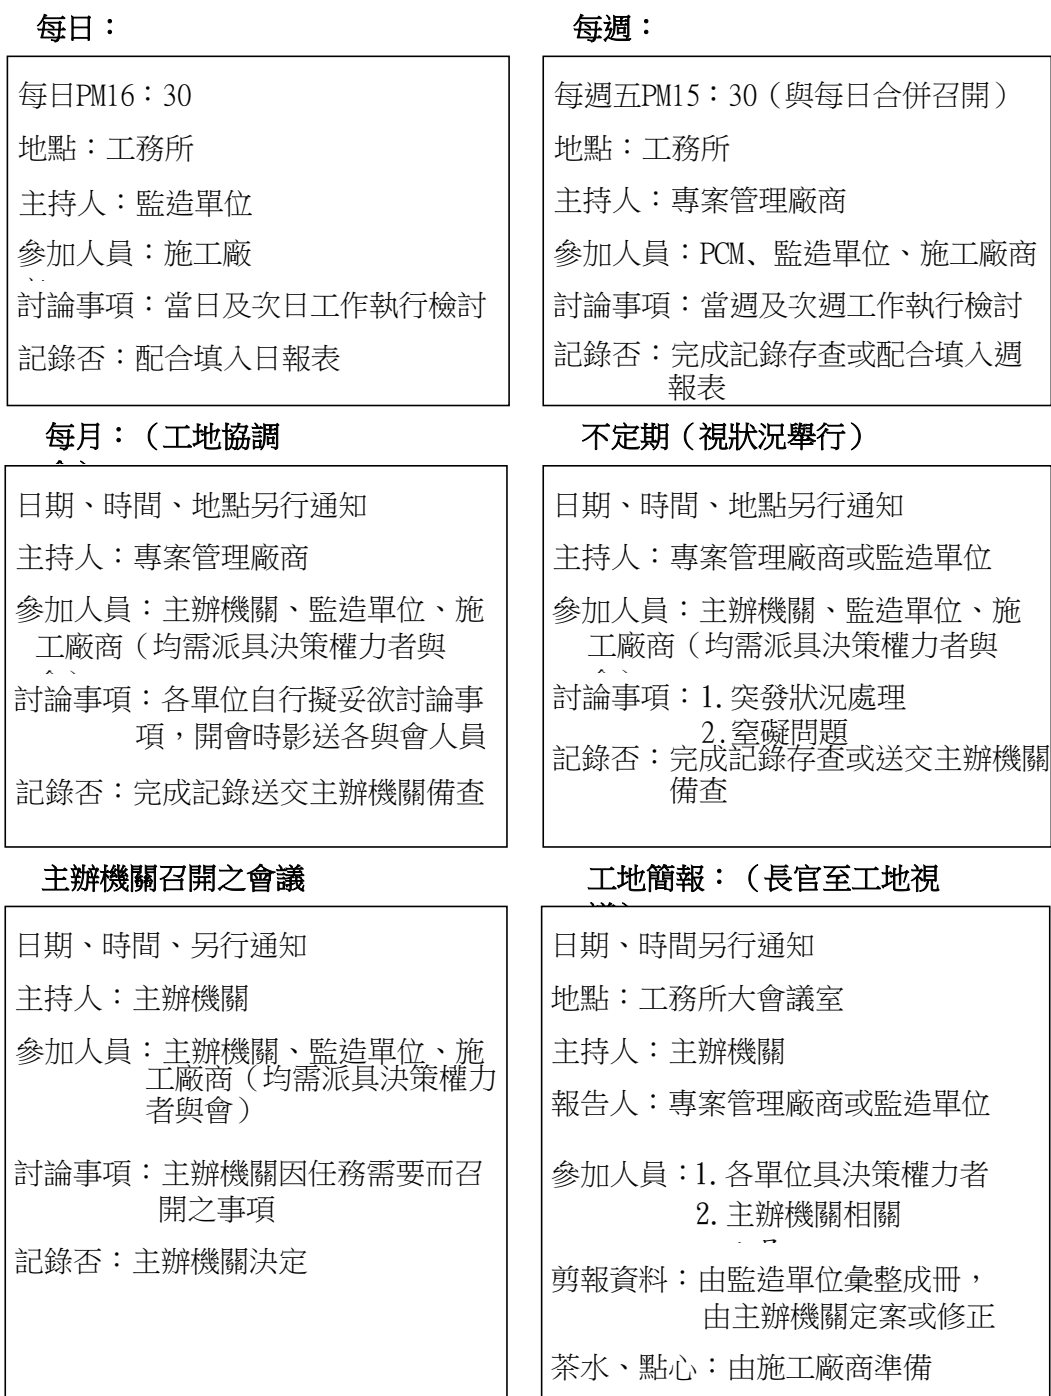 每日：
每日PM16：30
地點：工務所
主持人：監造單位
參加人員：施工廠
討論事項：當日及次日工作執行檢討
記錄否：配合填入日報表
每週：
每週五PM15：30（與每日合併召開）
地點：工務所
主持人：專案管理廠商
參加人員：PCM、監造單位、施工廠商
討論事項：當週及次週工作執行檢討
記錄否：完成記錄存查或配合填入週
報表
每月：（工地協調
日期、時間、地點另行通知
主持人：專案管理廠商
參加人員：主辦機關、監造單位、施
工廠商（均需派具決策權力者與
討論事項：各單位自行擬妥欲討論事
項，開會時影送各與會人員
記錄否：完成記錄送交主辦機關備查
不定期（視狀況舉行）
日期、時間、地點另行通知
主持人：專案管理廠商或監造單位
參加人員：主辦機關、監造單位、施
工廠商（均需派具決策權力者與
討論事項：1.突發狀況處理
2.窒礙問題
記錄否：完成記錄存查或送交主辦機關
備查
主辦機關召開之會議
日期、時間、另行通知
主持人：主辦機關
參加人員：主辦機關、監造單位、施
工廠商（均需派具決策權力
者與會）
討論事項：主辦機關因任務需要而召
開之事項
記錄否：主辦機關決定
工地簡報：（長官至工地視
日期、時間另行通知
地點：工務所大會議室
主持人：主辦機關
報告人：專案管理廠商或監造單位
參加人員：1.各單位具決策權力者
2.主辦機關相關
剪報資料：由監造單位彙整成冊，
由主辦機關定案或修正
茶水、點心：由施工廠商準備